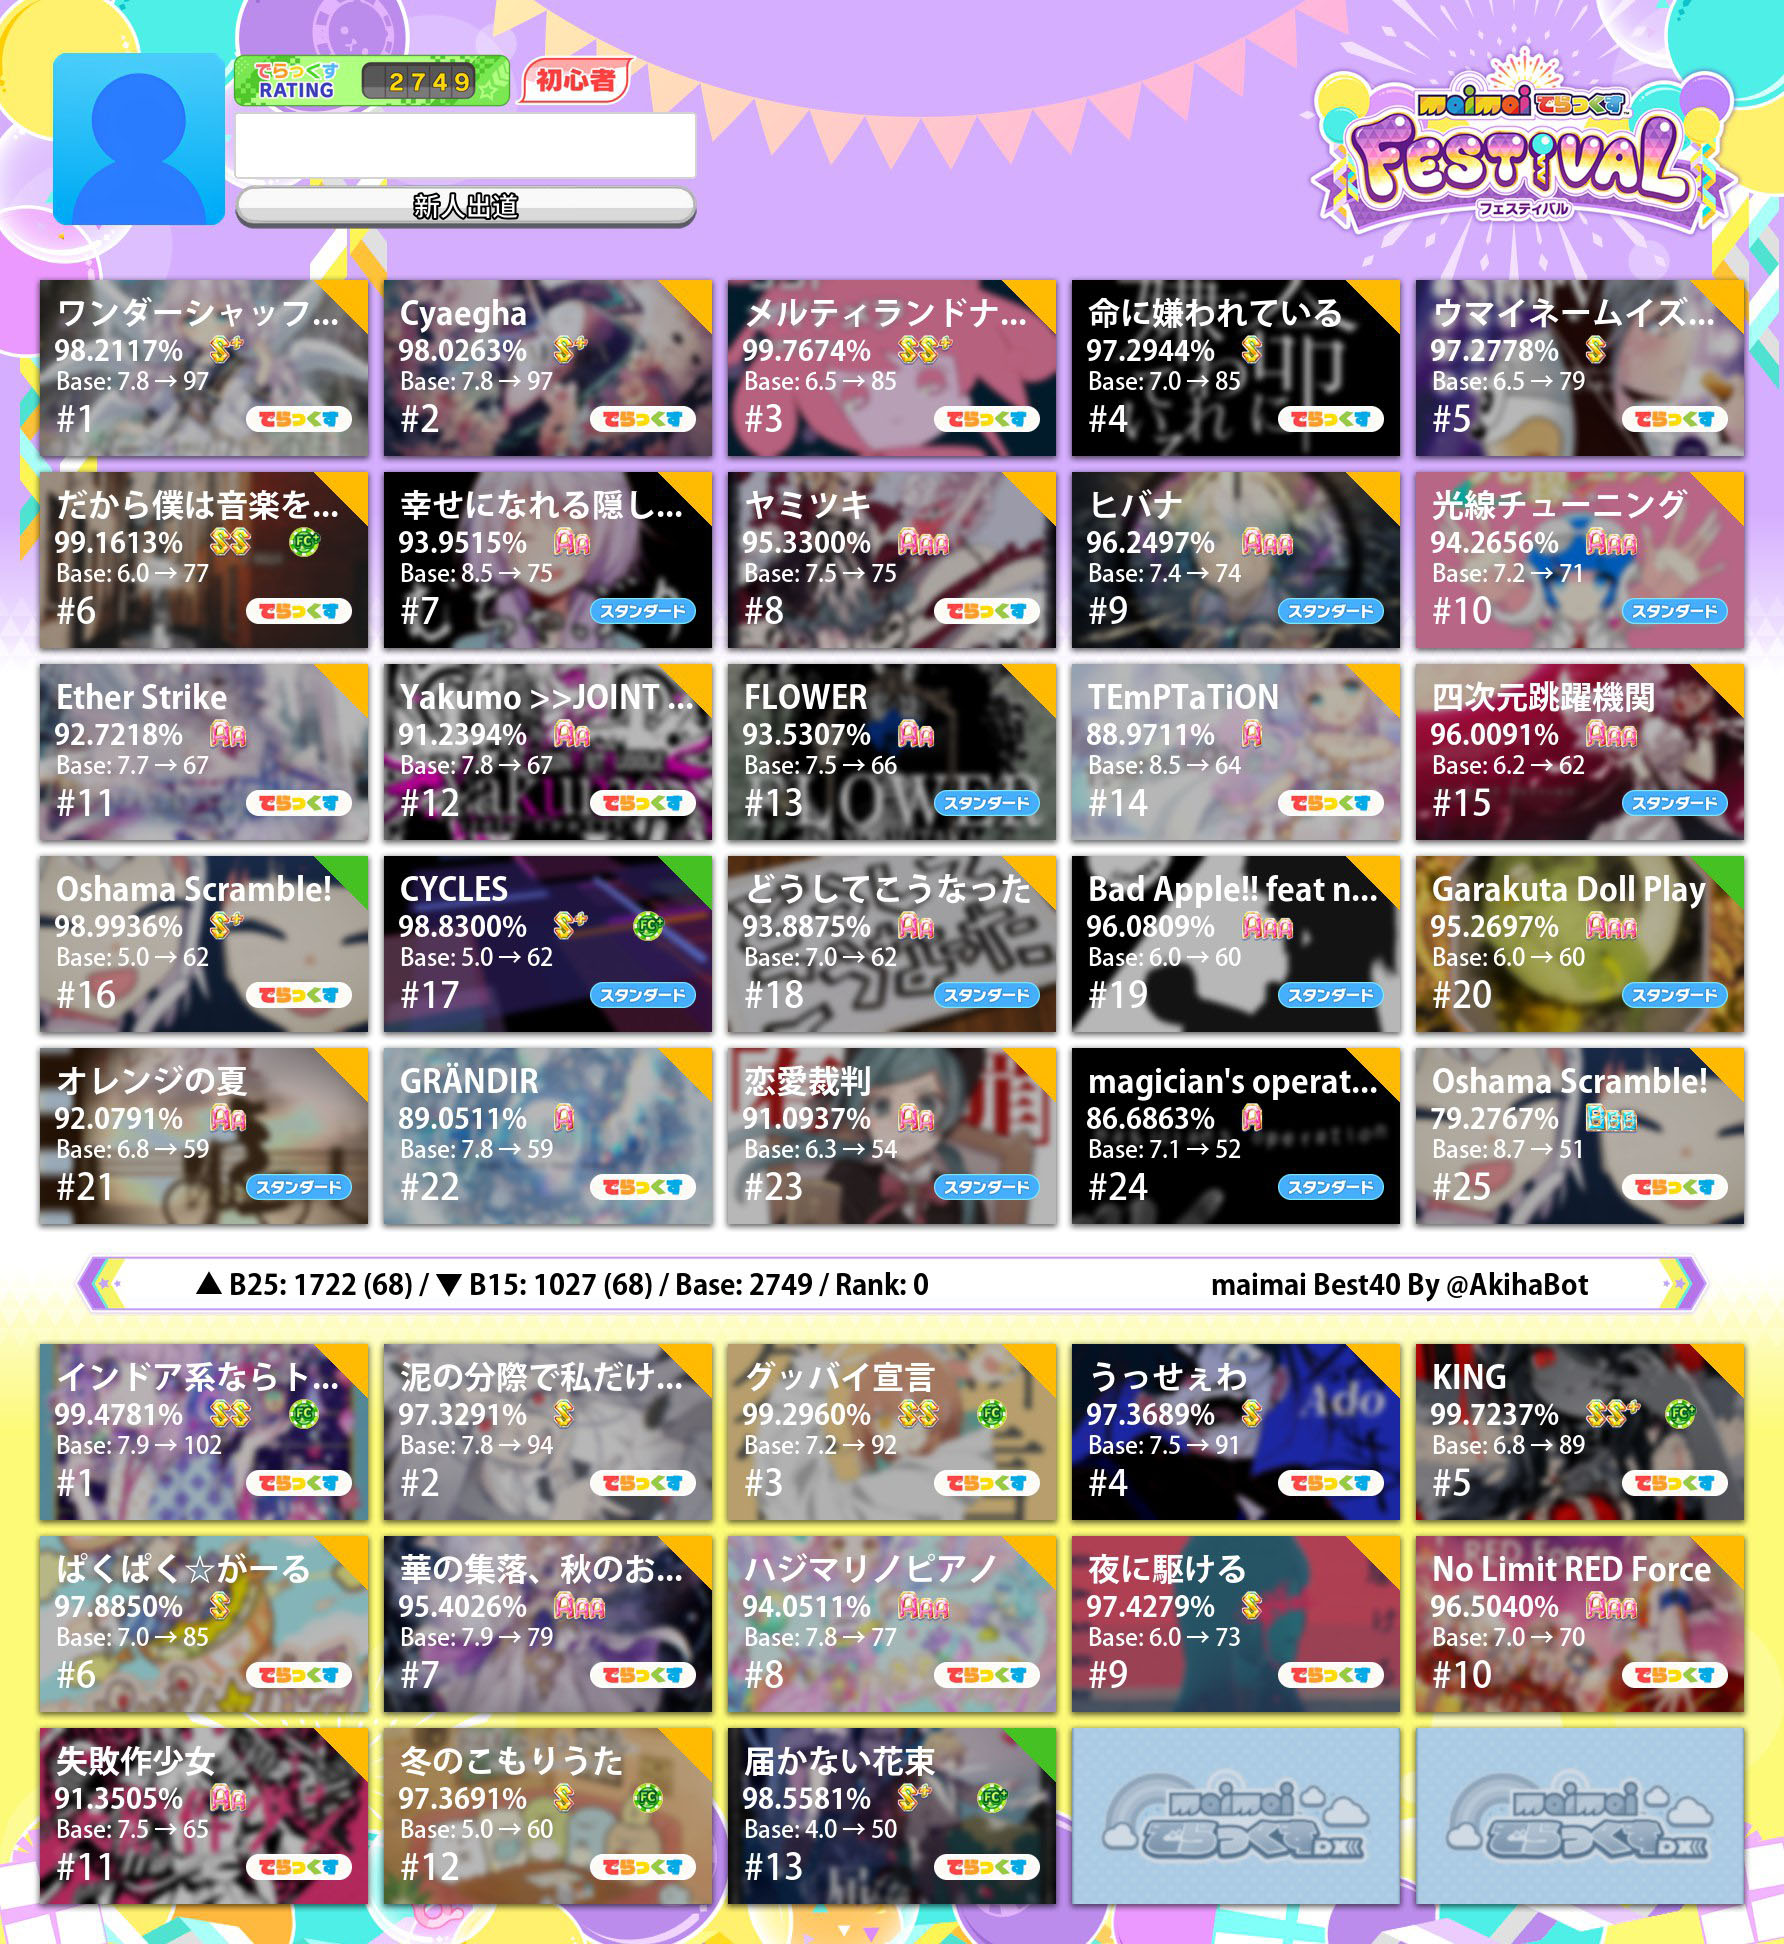 でらっくす
RATING
2749
初心者
新人出道
maimai でらっくす
FESTiVAL
フェスティバル
ワンダーシャッフ...
98.2117% S+
Base: 7.8 → 97
#1 でらっくす
Cyaegha
98.0263% S+
Base: 7.8 → 97
#2 でらっくす
メルティランドナ...
99.7674% SS+
Base: 6.5 → 85
#3 でらっくす
命に嫌われている
97.2944% S
Base: 7.0 → 85
#4 でらっくす
ウマイネームイズ...
97.2778% S
Base: 6.5 → 79
#5 でらっくす
だから僕は音楽を...
99.1613% SS FC+
Base: 6.0 → 77
#6 でらっくす
幸せになれる隠し...
93.9515% AA
Base: 8.5 → 75
#7 スタンダード
ヤミツキ
95.3300% AAA
Base: 7.5 → 75
#8 でらっくす
ヒバナ
96.2497% AAA
Base: 7.4 → 74
#9 スタンダード
光線チューニング
94.2656% AAA
Base: 7.2 → 71
#10 スタンダード
Ether Strike
92.7218% AA
Base: 7.7 → 67
#11 でらっくす
Yakumo >>JOINT ...
91.2394% AA
Base: 7.8 → 67
#12 でらっくす
FLOWER
93.5307% AA
Base: 7.5 → 66
#13 スタンダード
TEmPTaTiON
88.9711% A
Base: 8.5 → 64
#14 でらっくす
四次元跳躍機関
96.0091% AAA
Base: 6.2 → 62
#15 スタンダード
Oshama Scramble!
98.9936% S+
Base: 5.0 → 62
#16 でらっくす
CYCLES
98.8300% S+ FC+
Base: 5.0 → 62
#17 スタンダード
どうしてこうなった
93.8875% AA
Base: 7.0 → 62
#18 スタンダード
Bad Apple!! feat n...
96.0809% AAA
Base: 6.0 → 60
#19 スタンダード
Garakuta Doll Play
95.2697% AAA
Base: 6.0 → 60
#20 スタンダード
オレンジの夏
92.0791% AA
Base: 6.8 → 59
#21 スタンダード
GRÄNDIR
89.0511% A
Base: 7.8 → 59
#22 でらっくす
恋愛裁判
91.0937% AA
Base: 6.3 → 54
#23 スタンダード
magician's operat...
86.6863% A
Base: 7.1 → 52
#24 スタンダード
Oshama Scramble!
79.2767% BBB
Base: 8.7 → 51
#25 でらっくす
▲ B25: 1722 (68) / ▼ B15: 1027 (68) / Base: 2749 / Rank: 0
maimai Best40 By @AkihaBot
インドア系ならト...
99.4781% SS FC
Base: 7.9 → 102
#1 でらっくす
泥の分際で私だけ...
97.3291% S
Base: 7.8 → 94
#2 でらっくす
グッバイ宣言
99.2960% SS FC
Base: 7.2 → 92
#3 でらっくす
うっせぇわ
97.3689% S
Base: 7.5 → 91
#4 でらっくす
KING
99.7237% SS+ FC+
Base: 6.8 → 89
#5 でらっくす
ぱくぱく☆がーる
97.8850% S
Base: 7.0 → 85
#6 でらっくす
華の集落、秋のお...
95.4026% AAA
Base: 7.9 → 79
#7 でらっくす
ハジマリノピアノ
94.0511% AAA
Base: 7.8 → 77
#8 でらっくす
夜に駆ける
97.4279% S
Base: 6.0 → 73
#9 でらっくす
No Limit RED Force
96.5040% AAA
Base: 7.0 → 70
#10 でらっくす
失敗作少女
91.3505% AA
Base: 7.5 → 65
#11 でらっくす
冬のこもりうた
97.3691% S FC
Base: 5.0 → 60
#12 でらっくす
届かない花束
98.5581% S+ FC+
Base: 4.0 → 50
#13 でらっくす
maimai
でらっくす DX
maimai
でらっくす DX